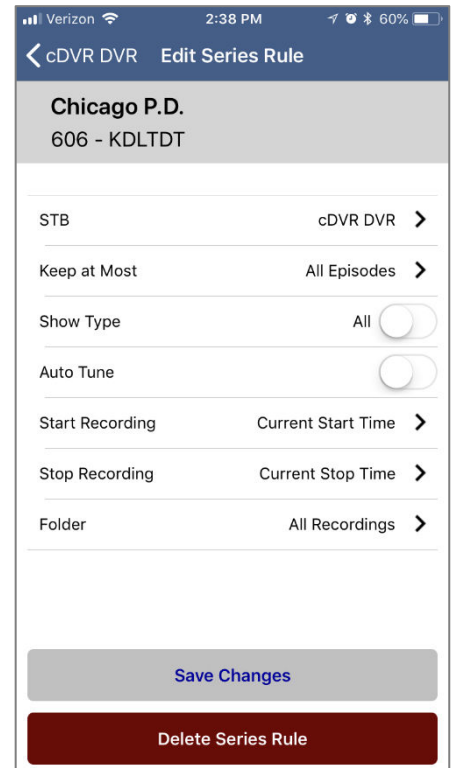 Verizon 2:38 PM 60%
cDVR DVR Edit Series Rule
Chicago P.D.
606 - KDLTDT
STB cDVR DVR
Keep at Most All Episodes
Show Type All
Auto Tune
Start Recording Current Start Time
Stop Recording Current Stop Time
Folder All Recordings
Save Changes
Delete Series Rule